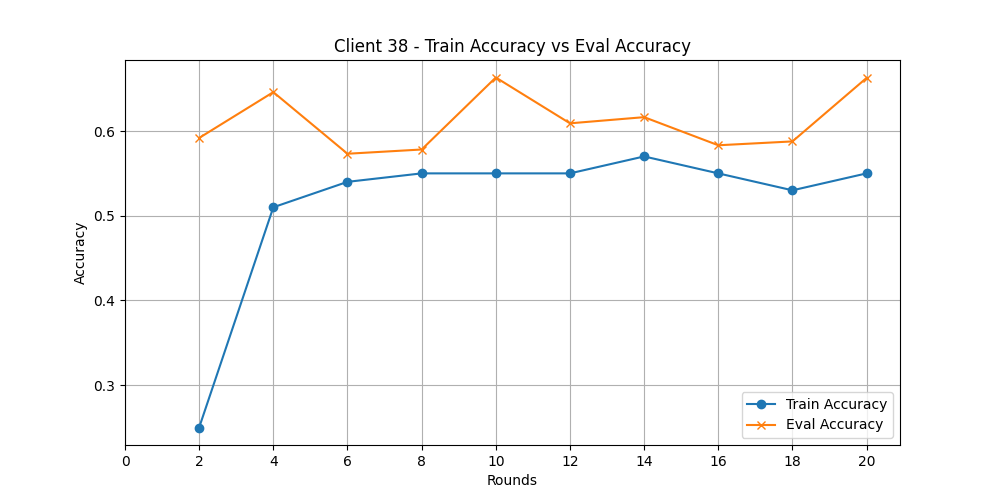 Client 38 - Train Accuracy vs Eval Accuracy
Accuracy
0.6
0.5
0.4
0.3
0 2 4 6 8 10 12 14 16 18 20
Rounds
Train Accuracy
Eval Accuracy